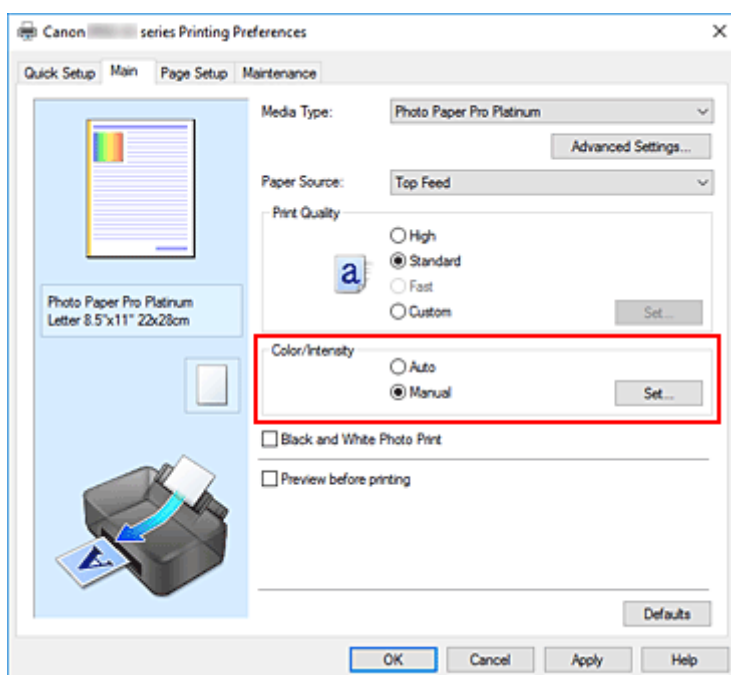 Canon series Printing Preferences
Quick Setup Main Page Setup Maintenance
Media Type: Photo Paper Pro Platinum
Advanced Settings...
Paper Source: Top Feed
Print Quality
High
a Standard
Fast
Custom Set...
Photo Paper Pro Platinum
Letter 8.5"x11" 22x28cm
Color/Intensity
Auto
Manual Set...
Black and White Photo Print
Preview before printing
A
Defaults
OK Cancel Apply Help